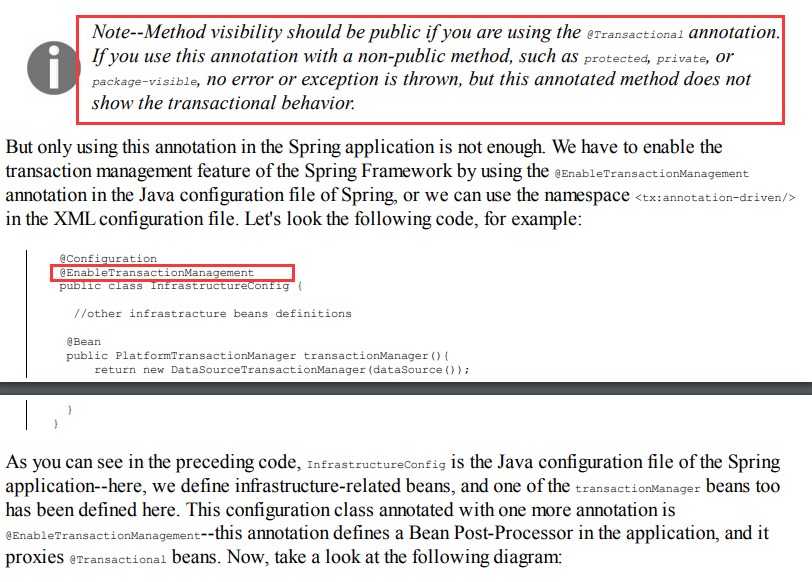 Note--Method visibility should be public if you are using the @Transactional annotation.
If you use this annotation with a non-public method, such as protected, private, or
package-visible, no error or exception is thrown, but this annotated method does not
show the transactional behavior.
But only using this annotation in the Spring application is not enough. We have to enable the
transaction management feature of the Spring Framework by using the @EnableTransactionManagement
annotation in the Java configuration file of Spring, or we can use the namespace <tx:annotation-driven/>
in the XML configuration file. Let's look the following code, for example:
@Configuration
@EnableTransactionManagement
public class InfrastructureConfig {
//other infrastracture beans definitions
@Bean
public PlatformTransactionManager transactionManager(){
return new DataSourceTransactionManager(dataSource());
}
}
As you can see in the preceding code, InfrastructureConfig is the Java configuration file of the Spring
application--here, we define infrastructure-related beans, and one of the transactionManager beans too
has been defined here. This configuration class annotated with one more annotation is
@EnableTransactionManagement--this annotation defines a Bean Post-Processor in the application, and it
proxies @Transactional beans. Now, take a look at the following diagram: